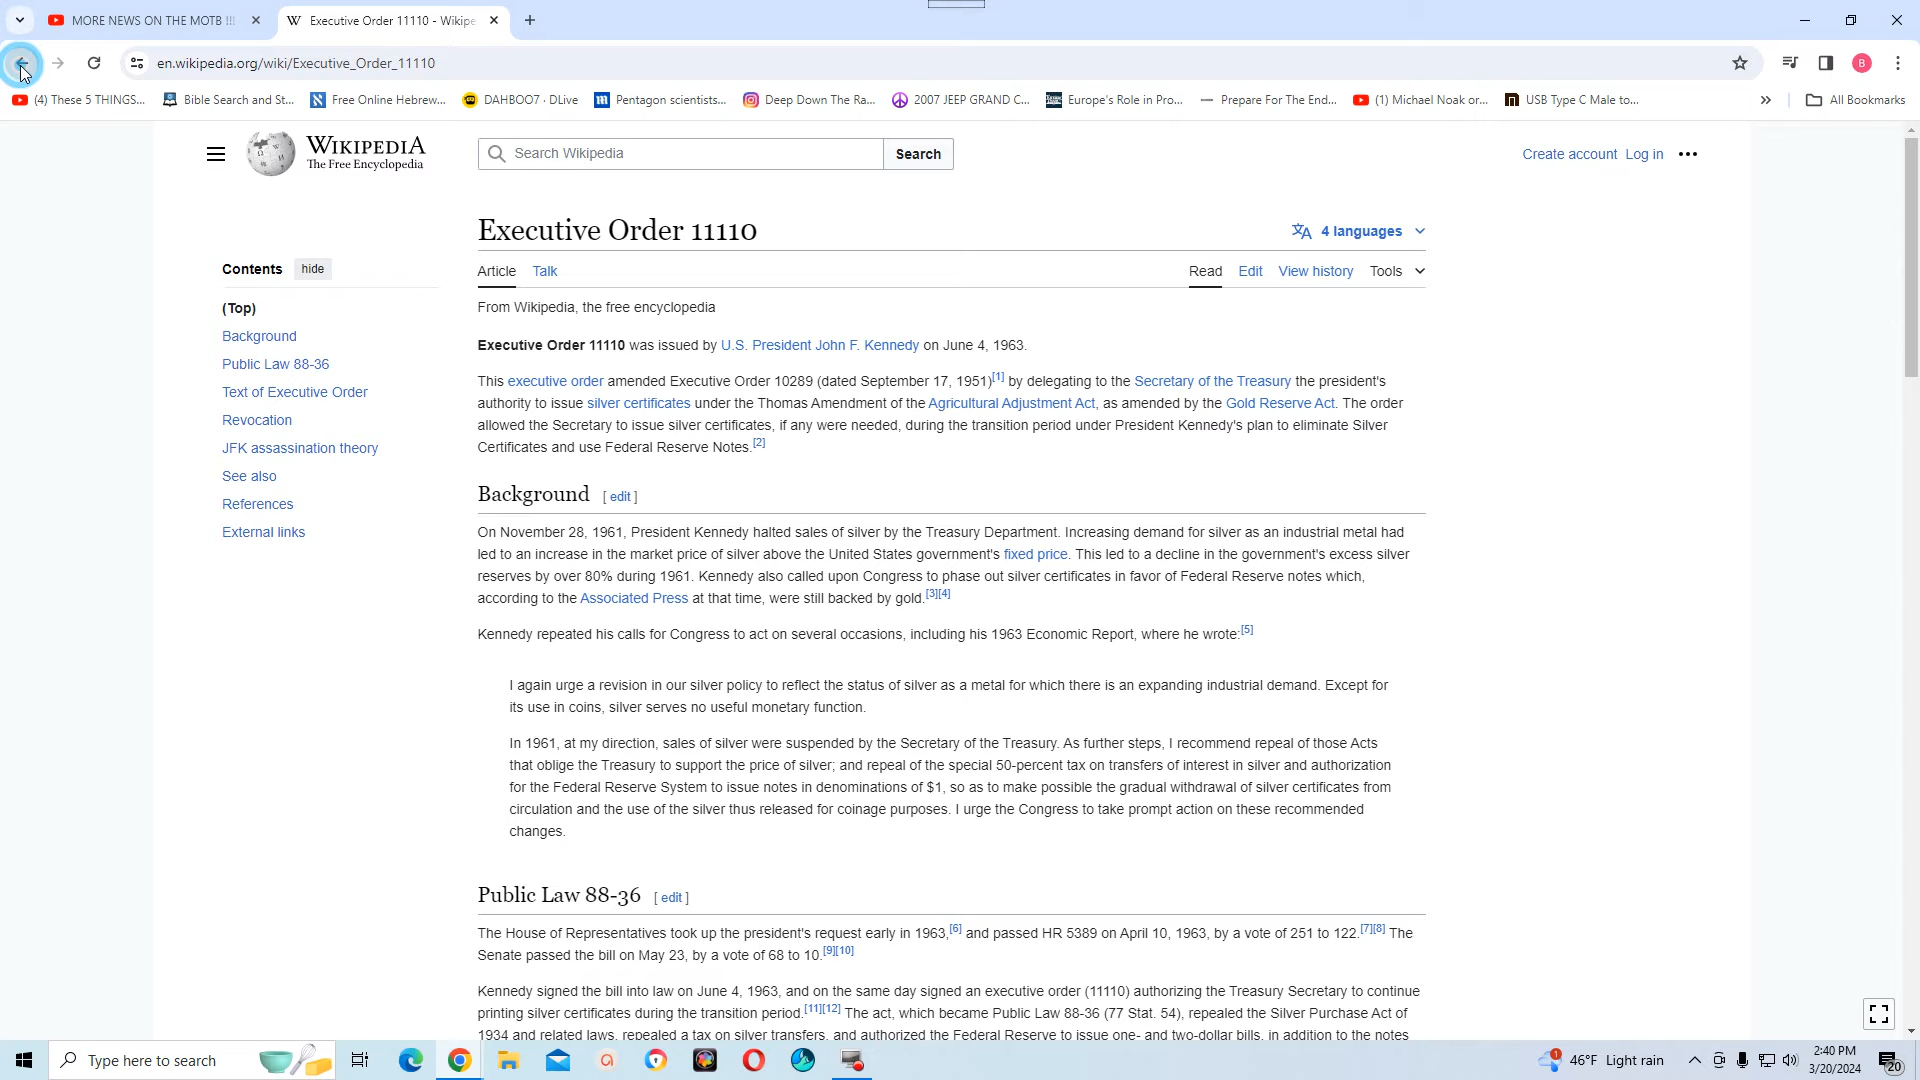 MORE NEWS ON THE MOTB !!!
Executive Order 11110 - Wikipe
en.wikipedia.org/wiki/Executive_Order_11110
B
(4) These 5 THINGS...
Bible Search and St...
Free Online Hebrew...
DAHBOO7 · DLive
Pentagon scientists...
Deep Down The Ra...
2007 JEEP GRAND C...
Europe's Role in Pro...
Prepare For The End...
(1) Michael Noak or...
USB Type C Male to...
All Bookmarks
WIKIPEDIA
The Free Encyclopedia
Search Wikipedia
Search
Create account Log in
Executive Order 11110
4 languages
Contents hide
Article Talk
Read Edit View history Tools
(Top)
Background
Public Law 88-36
Text of Executive Order
Revocation
JFK assassination theory
See also
References
External links
From Wikipedia, the free encyclopedia
Executive Order 11110 was issued by U.S. President John F. Kennedy on June 4, 1963.
This executive order amended Executive Order 10289 (dated September 17, 1951)[1] by delegating to the Secretary of the Treasury the president's
authority to issue silver certificates under the Thomas Amendment of the Agricultural Adjustment Act, as amended by the Gold Reserve Act. The order
allowed the Secretary to issue silver certificates, if any were needed, during the transition period under President Kennedy's plan to eliminate Silver
Certificates and use Federal Reserve Notes.[2]
Background [ edit ]
On November 28, 1961, President Kennedy halted sales of silver by the Treasury Department. Increasing demand for silver as an industrial metal had
led to an increase in the market price of silver above the United States government's fixed price. This led to a decline in the government's excess silver
reserves by over 80% during 1961. Kennedy also called upon Congress to phase out silver certificates in favor of Federal Reserve notes which,
according to the Associated Press at that time, were still backed by gold.[3][4]
Kennedy repeated his calls for Congress to act on several occasions, including his 1963 Economic Report, where he wrote:[5]
I again urge a revision in our silver policy to reflect the status of silver as a metal for which there is an expanding industrial demand. Except for
its use in coins, silver serves no useful monetary function.
In 1961, at my direction, sales of silver were suspended by the Secretary of the Treasury. As further steps, I recommend repeal of those Acts
that oblige the Treasury to support the price of silver; and repeal of the special 50-percent tax on transfers of interest in silver and authorization
for the Federal Reserve System to issue notes in denominations of $1, so as to make possible the gradual withdrawal of silver certificates from
circulation and the use of the silver thus released for coinage purposes. I urge the Congress to take prompt action on these recommended
changes.
Public Law 88-36 [ edit ]
The House of Representatives took up the president's request early in 1963,[6] and passed HR 5389 on April 10, 1963, by a vote of 251 to 122.[7][8] The
Senate passed the bill on May 23, by a vote of 68 to 10.[9][10]
Kennedy signed the bill into law on June 4, 1963, and on the same day signed an executive order (11110) authorizing the Treasury Secretary to continue
printing silver certificates during the transition period.[11][12] The act, which became Public Law 88-36 (77 Stat. 54), repealed the Silver Purchase Act of
1934 and related laws, repealed a tax on silver transfers, and authorized the Federal Reserve to issue one- and two-dollar bills, in addition to the notes
Type here to search
1
46°F Light rain
2:40 PM
3/20/2024
20